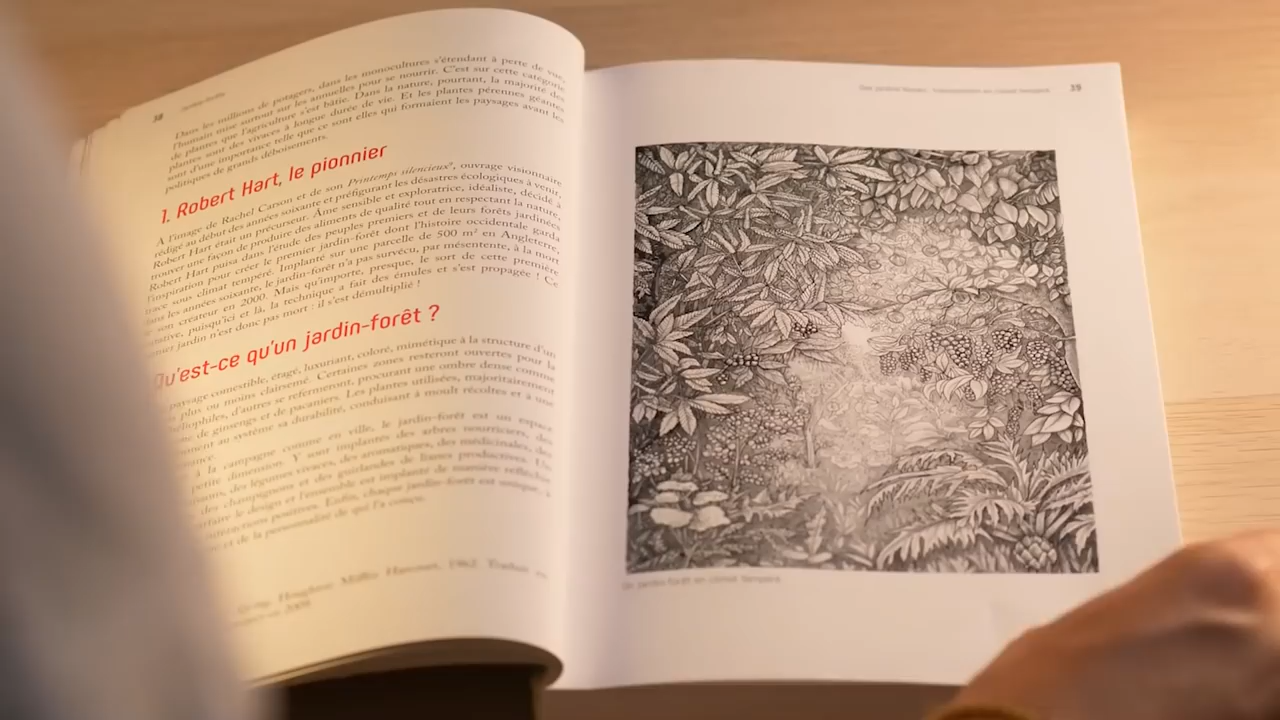 38
Dans les millions de potagers, dans les monocultures s'étendant à perte de vue,
l'humain mise surtout sur les annuelles pour se nourrir. C'est sur cette catégorie
de plantes que l'agriculture s'est bâtie. Dans la nature, pourtant, la majorité des
plantes sont des vivaces à longue durée de vie. Et les plantes pérennes géantes
sont d'une importance telle que ce sont elles qui formaient les paysages avant les
politiques de grands déboisements.
1. Robert Hart, le pionnier
À l'image de Rachel Carson et de son Printemps silencieux, ouvrage visionnaire
rédigé au début des années soixante et préfigurant les désastres écologiques à venir,
Robert Hart était un précurseur. Âme sensible et exploratrice, idéaliste, décidé à
trouver une façon de produire des aliments de qualité tout en respectant la nature,
Robert Hart puisa dans l'étude des peuples premiers et de leurs forêts jardinées
l'inspiration pour créer le premier jardin-forêt dont l'histoire occidentale garda
trace sous climat tempéré. Implanté sur une parcelle de 500 m² en Angleterre,
dans les années soixante, le jardin-forêt n'a pas survécu, par mésentente, à la mort
de son créateur en 2000. Mais qu'importe, presque, le sort de cette première
tentative, puisqu'ici et là, la technique a fait des émules et s'est propagée ! Ce
jardin n'est donc pas mort : il s'est démultiplié !
Qu'est-ce qu'un jardin-forêt ?
paysage comestible, étagé, luxuriant, coloré, mimétique à la structure d'un
plus ou moins clairsemé. Certaines zones resteront ouvertes pour la
héliophiles, d'autres se refermeront, procurant une ombre dense comme
de ginsengs et de pacaniers. Les plantes utilisées, majoritairement
au système sa durabilité, conduisant à moult récoltes et à une
à la campagne comme en ville, le jardin-forêt est un espace
petite dimension. Y sont implantés des arbres nourriciers, des
des légumes vivaces, des aromatiques, des médicinales, des
des champignons et des guirlandes de lianes productives. Un
parfaire le design et l'ensemble est implanté de manière réfléchie
interactions positives. Enfin, chaque jardin-forêt est unique, à
et de la personnalité de qui l'a conçu.
Houghton Mifflin Harcourt, 1962. Traduit en
en 2009
39
Un jardin-forêt en climat tempéré